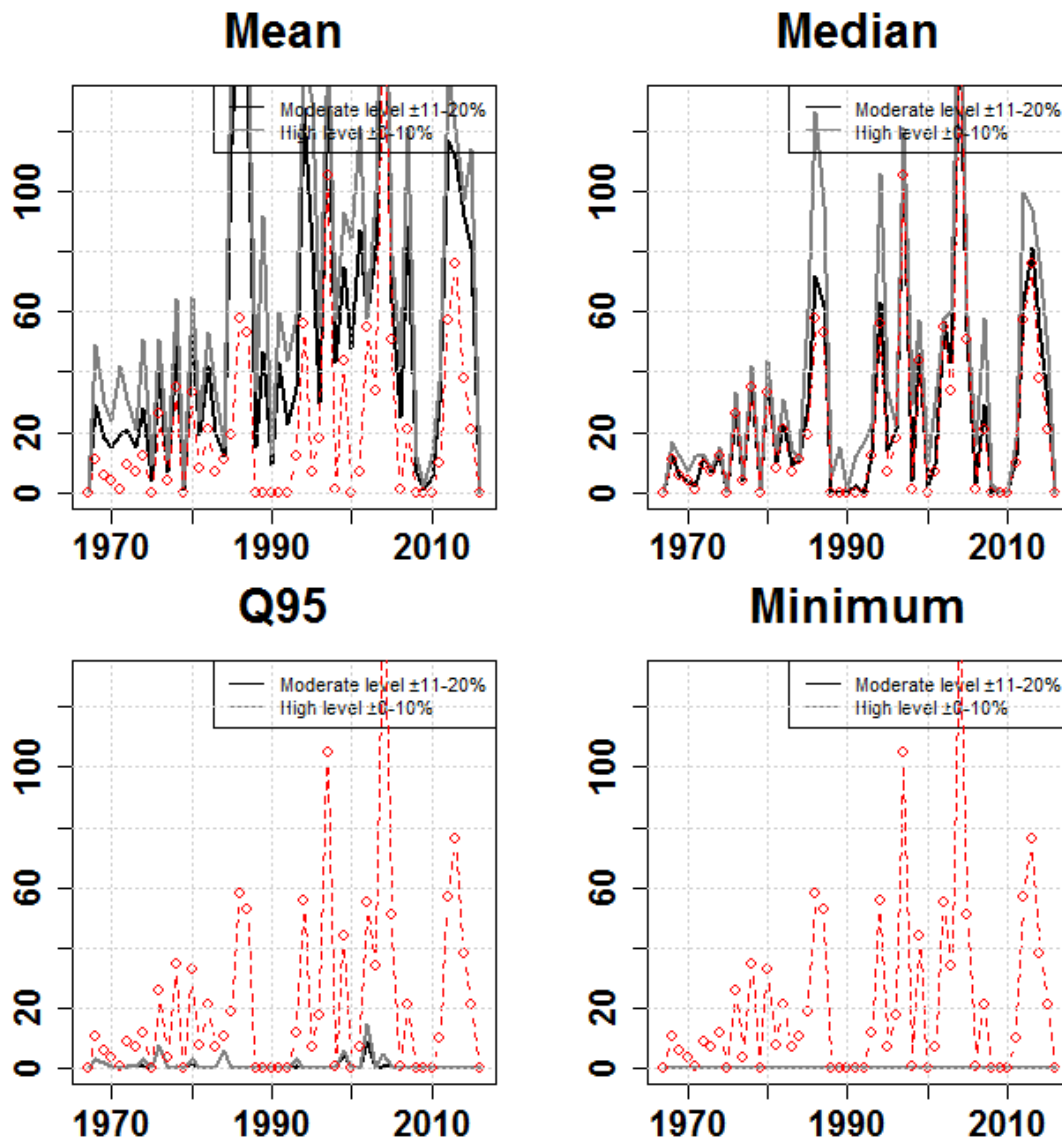 Mean
Median
Moderate level ±11-20%
High level ±0-10%
Moderate level ±11-20%
High level ±0-10%
0 20 60 100
0 20 60 100
1970 1990 2010
1970 1990 2010
Q95
Minimum
Moderate level ±11-20%
High level ±0-10%
Moderate level ±11-20%
High level ±0-10%
0 20 60 100
0 20 60 100
1970 1990 2010
1970 1990 2010